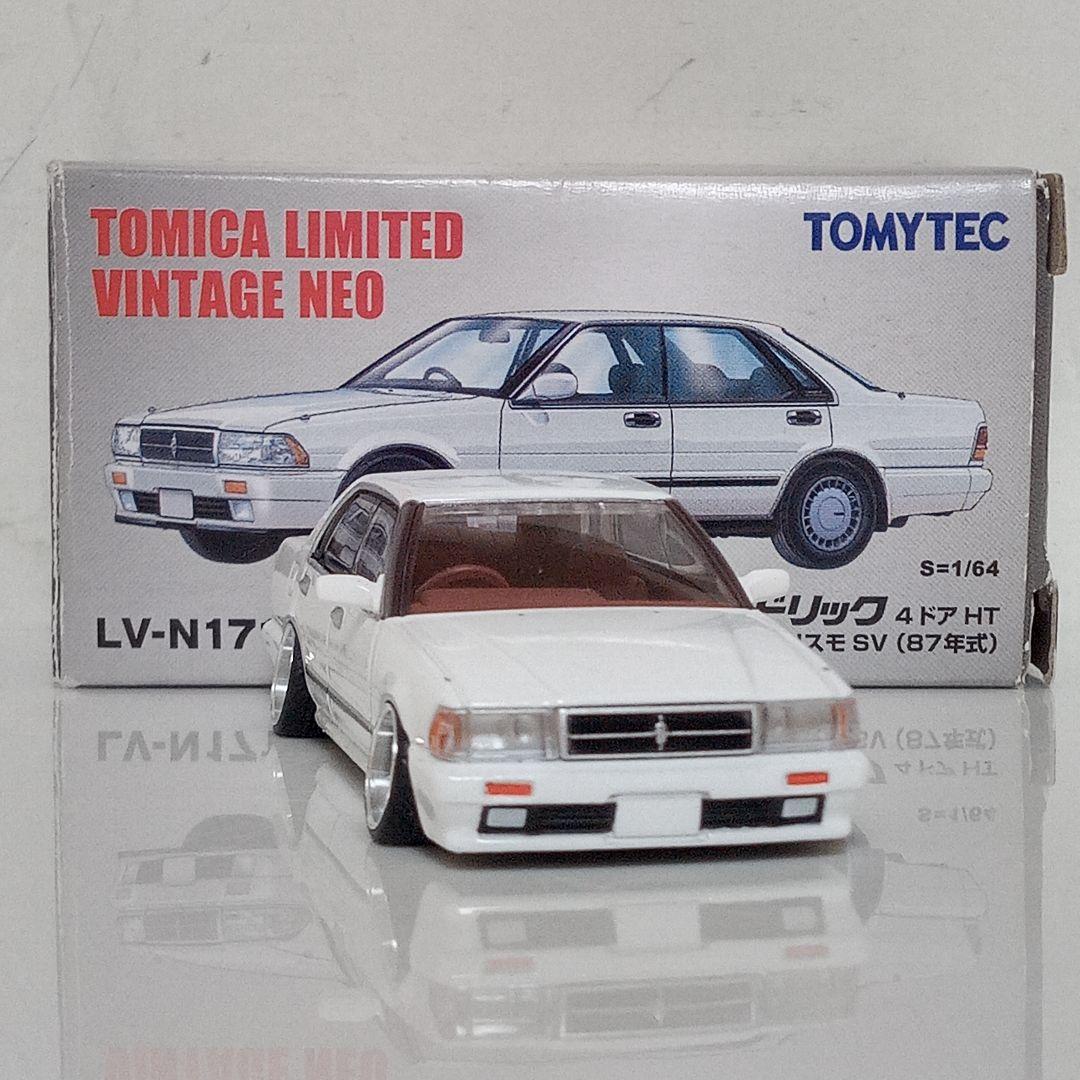 TOMICA LIMITED
VINTAGE NEO
TOMYTEC
S=1/64
LV-N17
ドリック 4ドア HT
スモ SV (87年式)